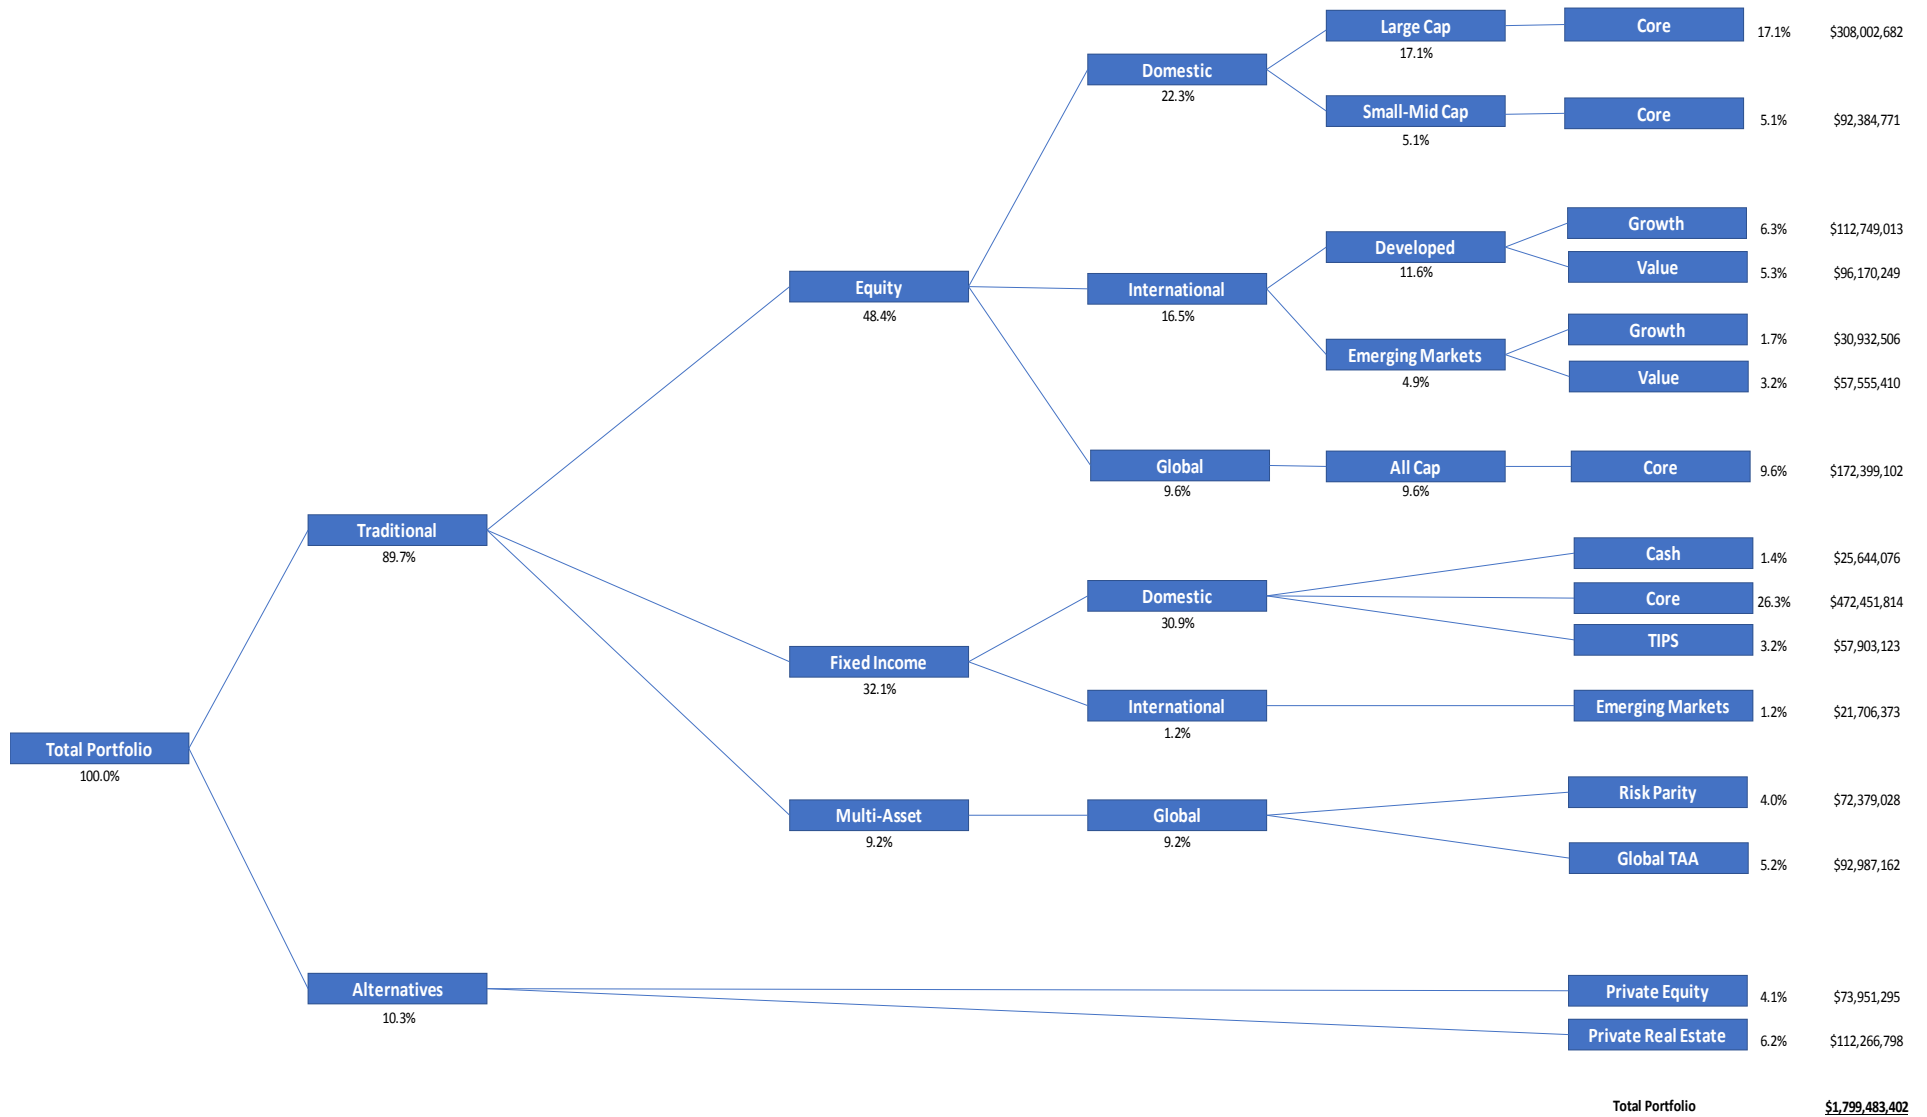 Large Cap
Core
17.1%
$308,002,682
17.1%
Domestic
22.3%
Small-Mid Cap
Core
5.1%
$92,384,771
5.1%
Growth
6.3%
$112,749,013
Developed
11.6%
Value
5.3%
$96,170,249
Equity
48.4%
International
16.5%
Growth
1.7%
$30,932,506
Emerging Markets
4.9%
Value
3.2%
$57,555,410
Global
9.6%
All Cap
9.6%
Core
9.6%
$172,399,102
Traditional
89.7%
Cash
1.4%
$25,644,076
Domestic
30.9%
Core
26.3%
$472,451,814
TIPS
3.2%
$57,903,123
Fixed Income
32.1%
International
1.2%
Emerging Markets
1.2%
$21,706,373
Total Portfolio
100.0%
Risk Parity
4.0%
$72,379,028
Multi-Asset
9.2%
Global
9.2%
Global TAA
5.2%
$92,987,162
Alternatives
10.3%
Private Equity
4.1%
$73,951,295
Private Real Estate
6.2%
$112,266,798
Total Portfolio
$1,799,483,402